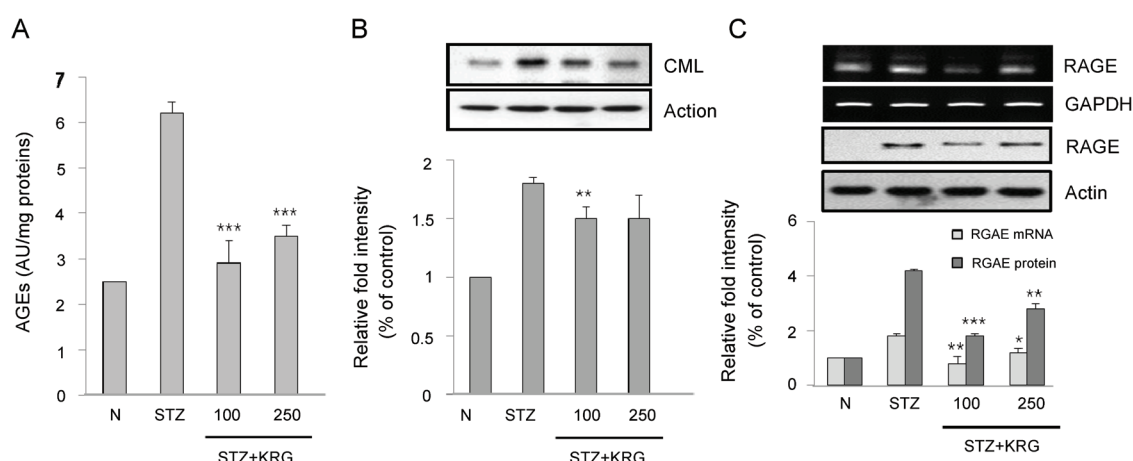 A
7
6
5
4
3
2
1
0
AGEs (AU/mg proteins)
***
***
N STZ 100 250
STZ+KRG
B
CML
Action
2
1.5
1
0.5
0
Relative fold intensity
(% of control)
**
N STZ 100 250
STZ+KRG
C
RAGE
GAPDH
RAGE
Actin
6
4
2
0
Relative fold intensity
(% of control)
RGAE mRNA
RGAE protein
**
***
*
**
N STZ 100 250
STZ+KRG